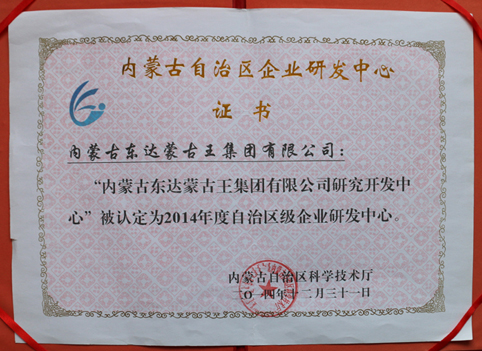 内蒙古自治区企业研发中心
证书
内蒙古东达蒙古王集团有限公司：
“内蒙古东达蒙古王集团有限公司研究开发中
心”被认定为2014年度自治区级企业研发中心。
内蒙古自治区科学技术厅
〇一四年十二月三十一日